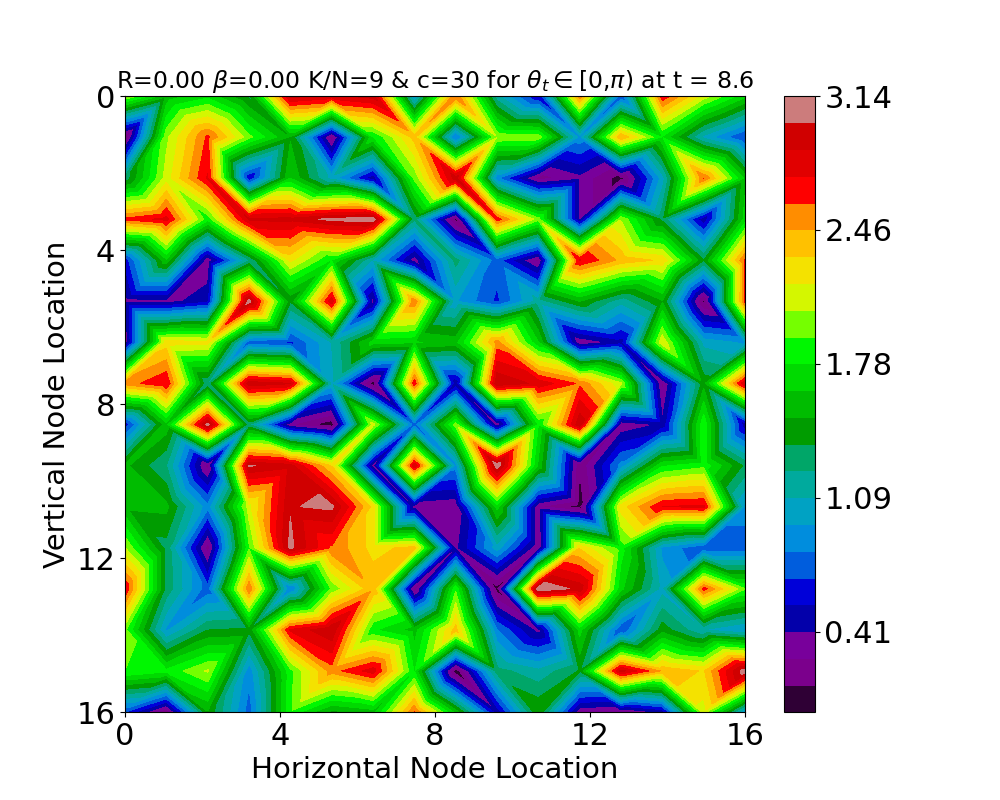 R=0.00 β=0.00 K/N=9 & c=30 for θ_t ∈ [0,π) at t = 8.6
0
4
8
12
16
Vertical Node Location
0 4 8 12 16
Horizontal Node Location
3.14
2.46
1.78
1.09
0.41